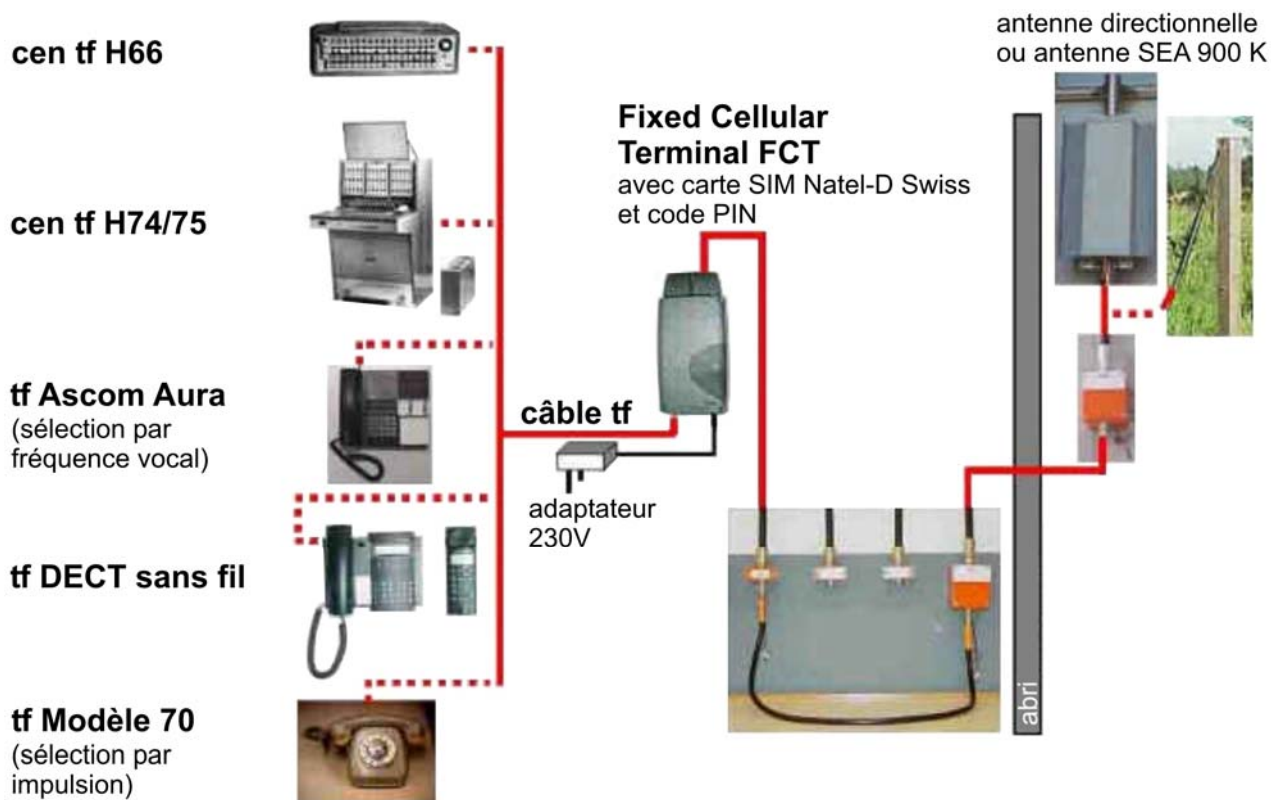 cen tf H66
cen tf H74/75
tf Ascom Aura
(sélection par
fréquence vocal)
tf DECT sans fil
tf Modèle 70
(sélection par
impulsion)
câble tf
adaptateur
230V
Fixed Cellular
Terminal FCT
avec carte SIM Natel-D Swiss
et code PIN
abri
antenne directionnelle
ou antenne SEA 900 K